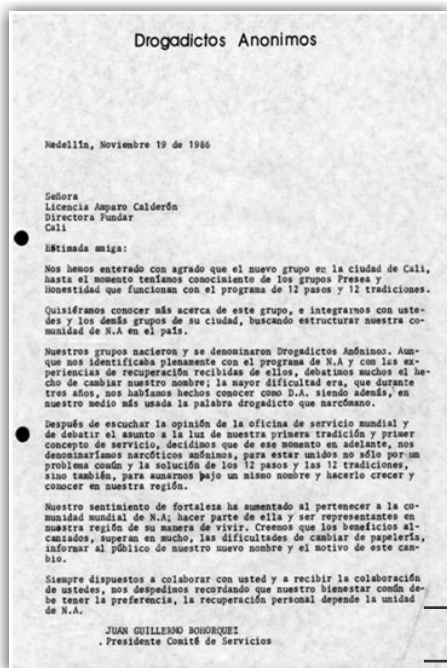 Drogadictos Anonimos
Medellín, Noviembre 19 de 1986
Señora
Licencia Amparo Calderón
Directora Fundar
Cali
Estimada amiga:
Nos hemos enterado con agrado que el nuevo grupo en la ciudad de Cali,
hasta el momento teníamos conocimiento de los grupos Presea y
Honestidad que funcionan con el programa de 12 pasos y 12 tradiciones.
Quisiéramos conocer más acerca de este grupo, e integrarnos con uste-
des y los demás grupos de su ciudad, buscando estructurar nuestra co-
munidad de N.A en el país.
Nuestros grupos nacieron y se denominaron Drogadictos Anónimos. Aun-
que nos identificaba plenamente con el programa de N.A y con las ex-
periencias de recuperación recibidas de ellos, debatimos muchos el he-
cho de cambiar nuestro nombre; la mayor dificultad era, que durante
tres años, nos habíamos hechos conocer como D.A. siendo además, en
nuestro medio más usada la palabra drogadicto que narcómano.
Después de escuchar la opinión de la oficina de servicio mundial y
de debatir el asunto a la luz de nuestra primera tradición y primer
concepto de servicio, decidimos que de ese momento en adelante, nos
denominaríamos narcóticos anónimos, para estar unidos no sólo por un
problema común y la solución de los 12 pasos y las 12 tradiciones,
sino también, para aunarnos bajo un mismo nombre y hacerlo crecer y
conocer en nuestra región.
Nuestro sentimiento de fortaleza ha aumentado al pertenecer a la co-
munidad mundial de N.A; hacer parte de ella y ser representantes en
nuestra región de su manera de vivir. Creemos que los beneficios al-
canzados, superan en mucho, las dificultades de cambiar de papelería,
informar al público de nuestro nuevo nombre y el motivo de este cam-
bio.
Siempre dispuestos a colaborar con usted y a recibir la colaboración
de ustedes, nos despedimos recordando que nuestro bienestar común de-
be tener la preferencia, la recuperación personal depende la unidad
de N.A.
JUAN GUILLERNO BOHORQUEZ
. Presidente Comité de Servicios